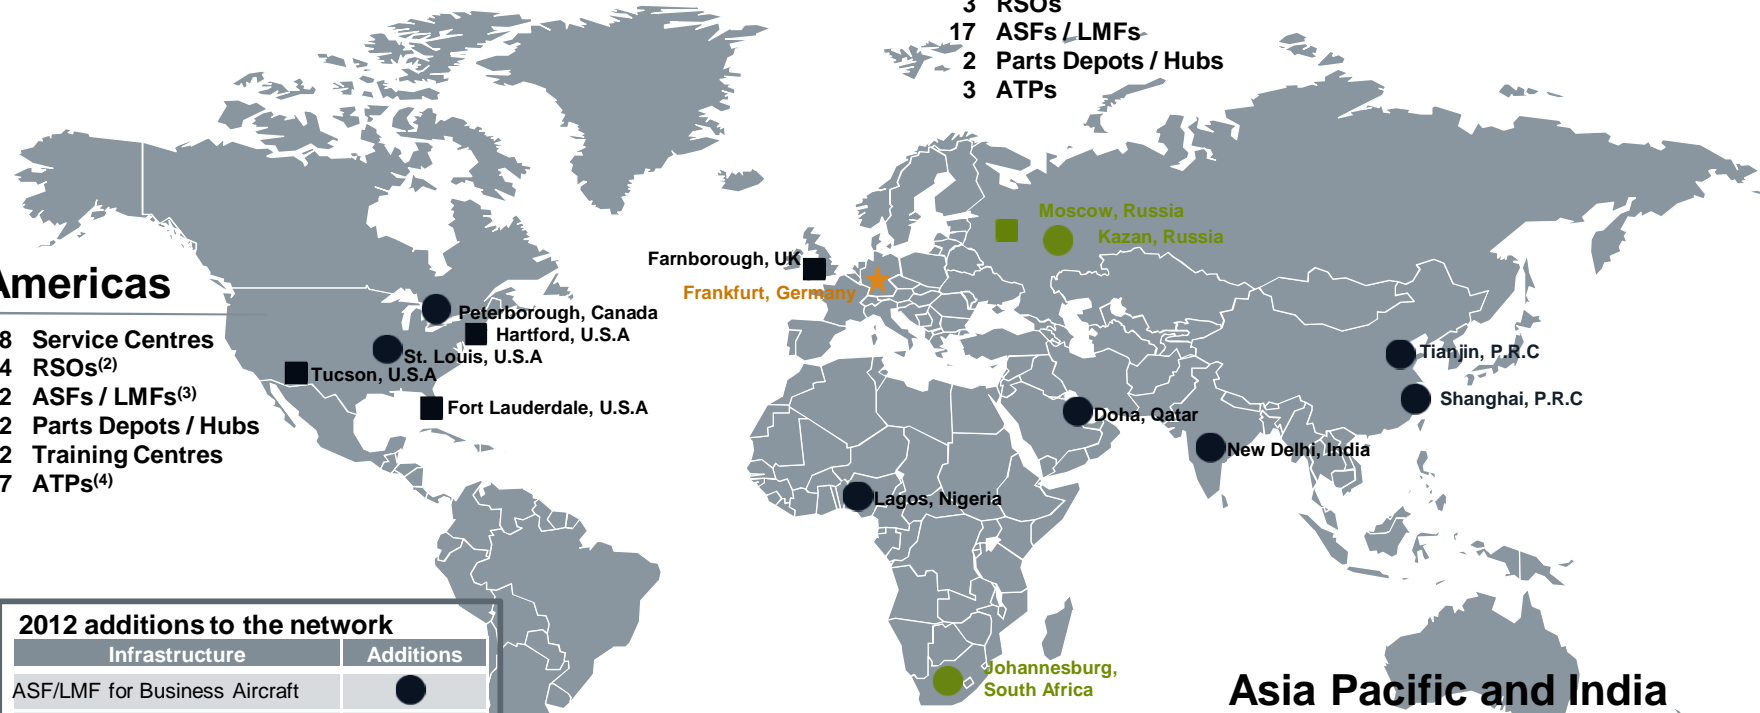 3 RSOs
17 ASFs / LMFs
2 Parts Depots / Hubs
3 ATPs
Moscow, Russia
Kazan, Russia
Farnborough, UK
Frankfurt, Germany
Americas
8 Service Centres
4 RSOs(2)
2 ASFs / LMFs(3)
2 Parts Depots / Hubs
2 Training Centres
7 ATPs(4)
Peterborough, Canada
Hartford, U.S.A
St. Louis, U.S.A
Tucson, U.S.A
Fort Lauderdale, U.S.A
Tianjin, P.R.C
Shanghai, P.R.C
Doha, Qatar
New Delhi, India
Lagos, Nigeria
Johannesburg,
South Africa
2012 additions to the network
Infrastructure Additions
ASF/LMF for Business Aircraft
Asia Pacific and India